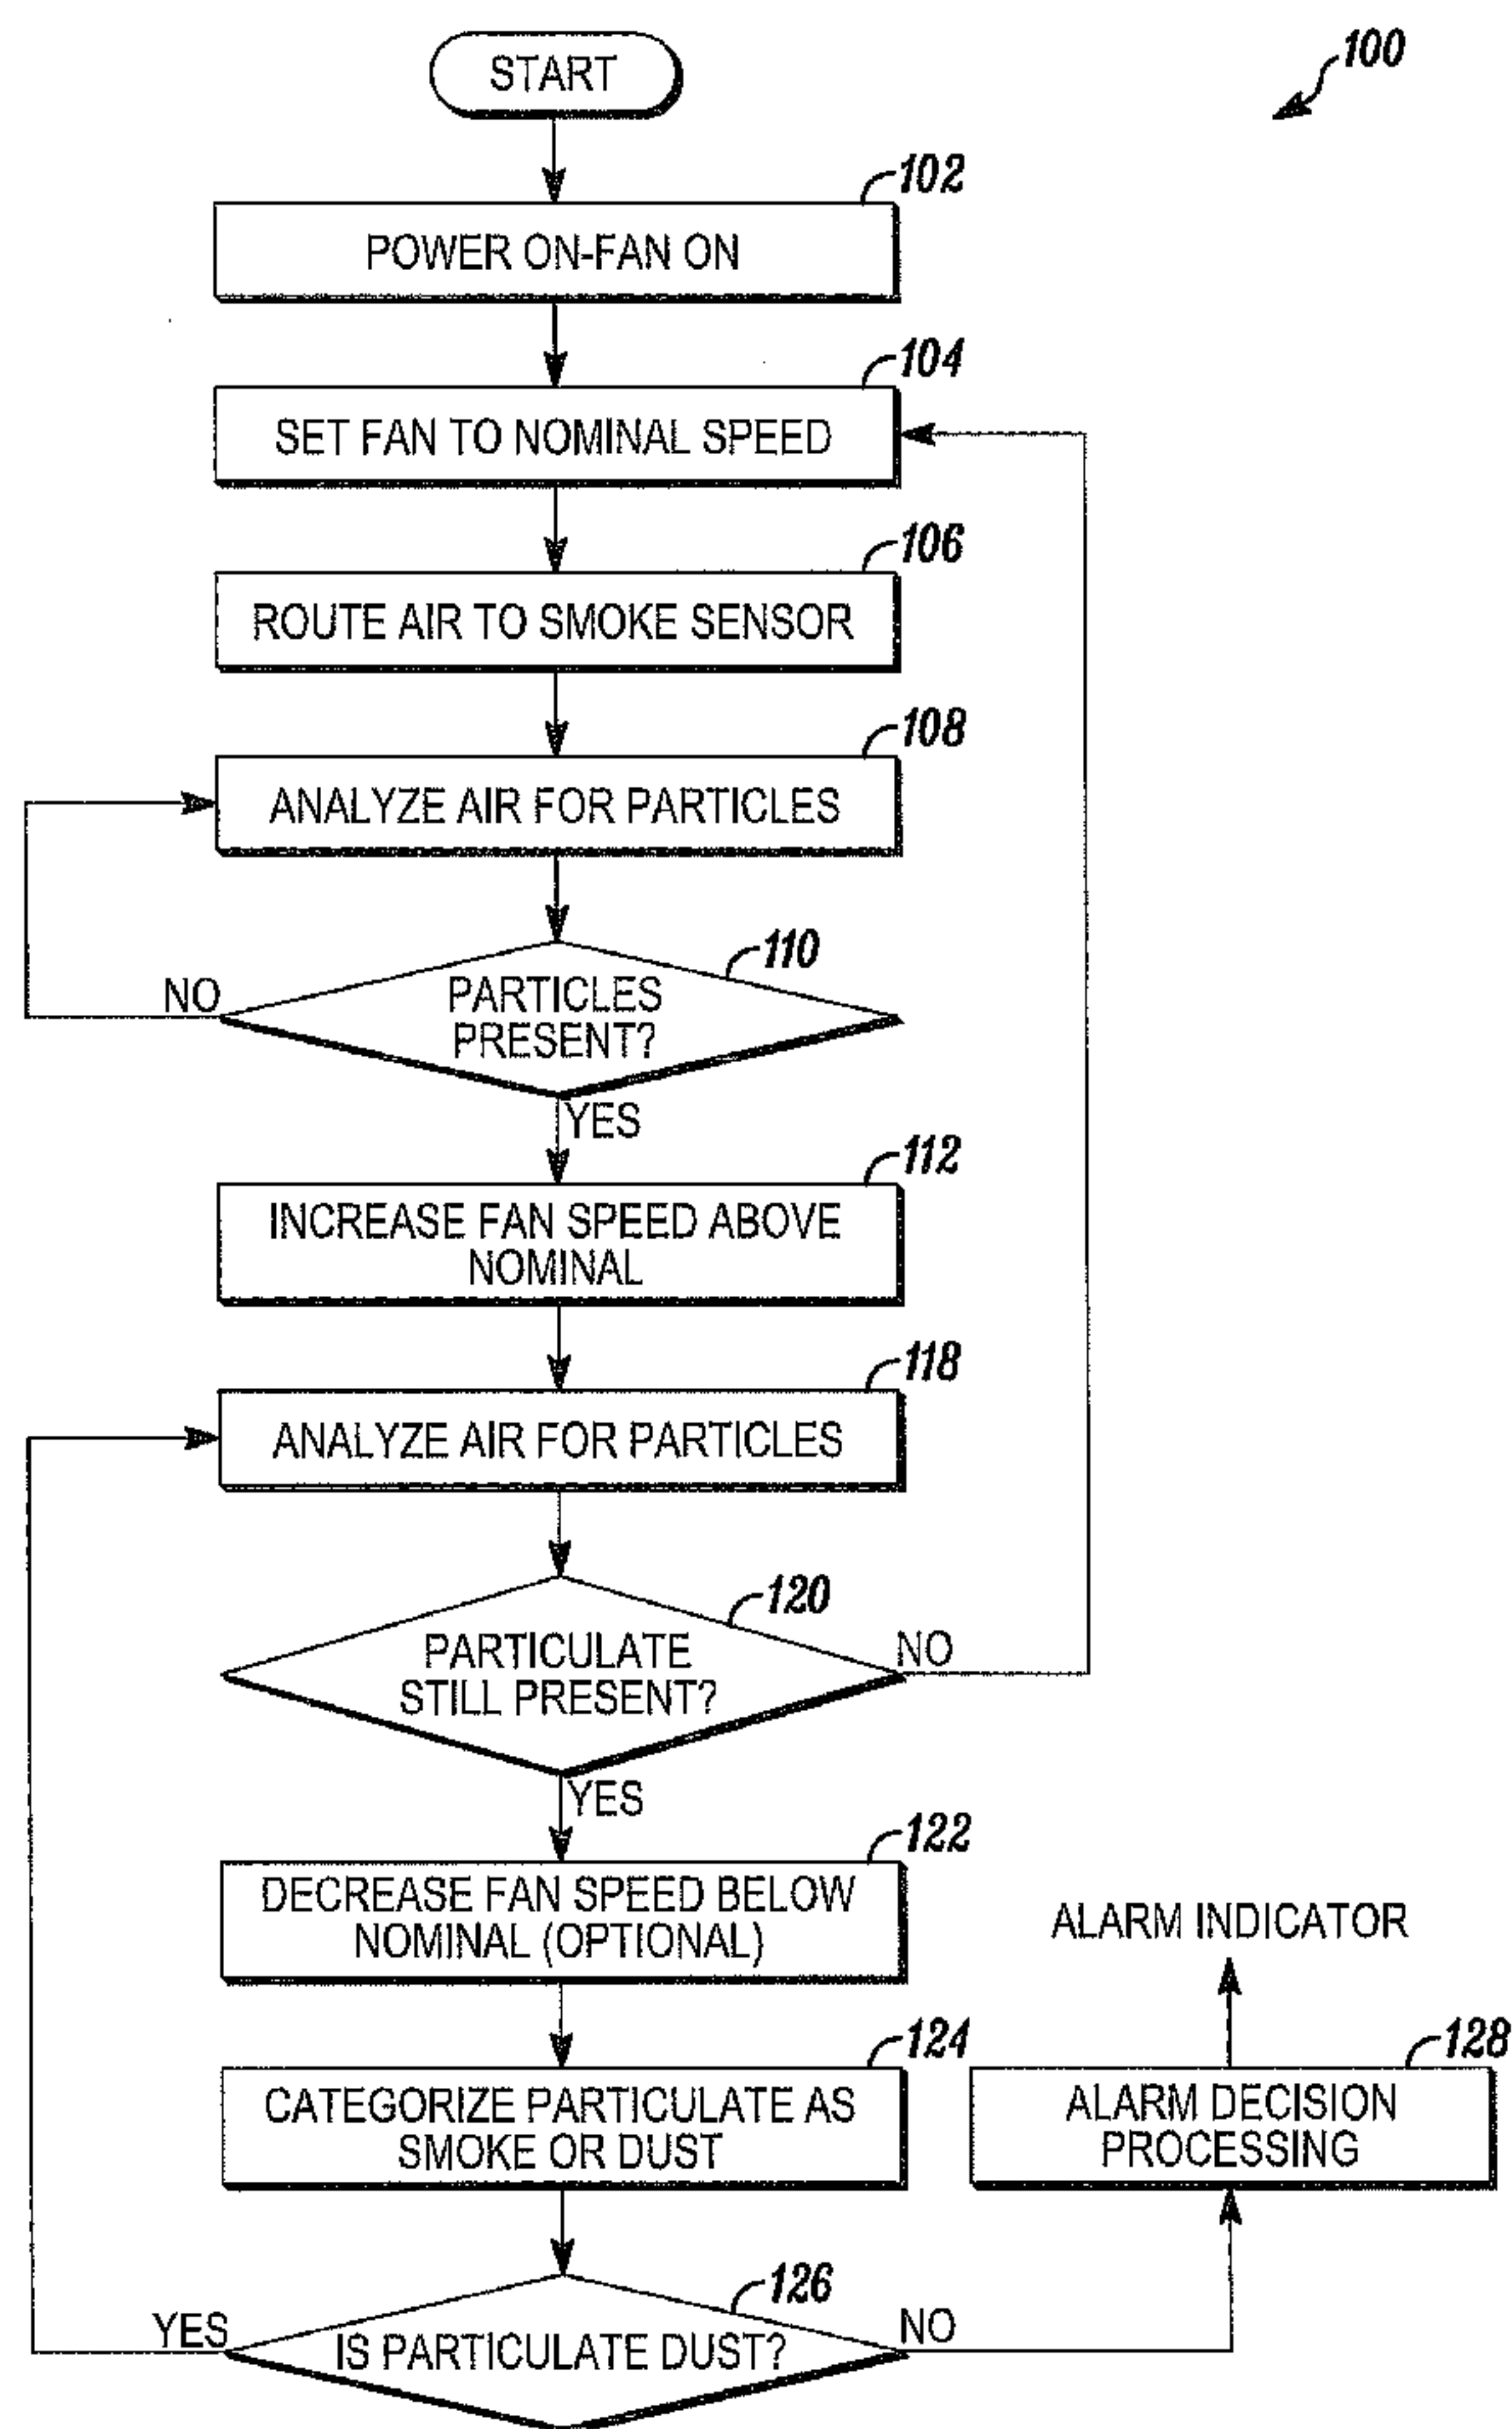 START
100
102
POWER ON-FAN ON
104
SET FAN TO NOMINAL SPEED
106
ROUTE AIR TO SMOKE SENSOR
108
ANALYZE AIR FOR PARTICLES
110
NO
PARTICLES
PRESENT?
YES
112
INCREASE FAN SPEED ABOVE
NOMINAL
118
ANALYZE AIR FOR PARTICLES
120
PARTICULATE
STILL PRESENT?
NO
YES
122
DECREASE FAN SPEED BELOW
NOMINAL (OPTIONAL)
ALARM INDICATOR
124
CATEGORIZE PARTICULATE AS
SMOKE OR DUST
128
ALARM DECISION
PROCESSING
126
YES
IS PARTICULATE DUST?
NO